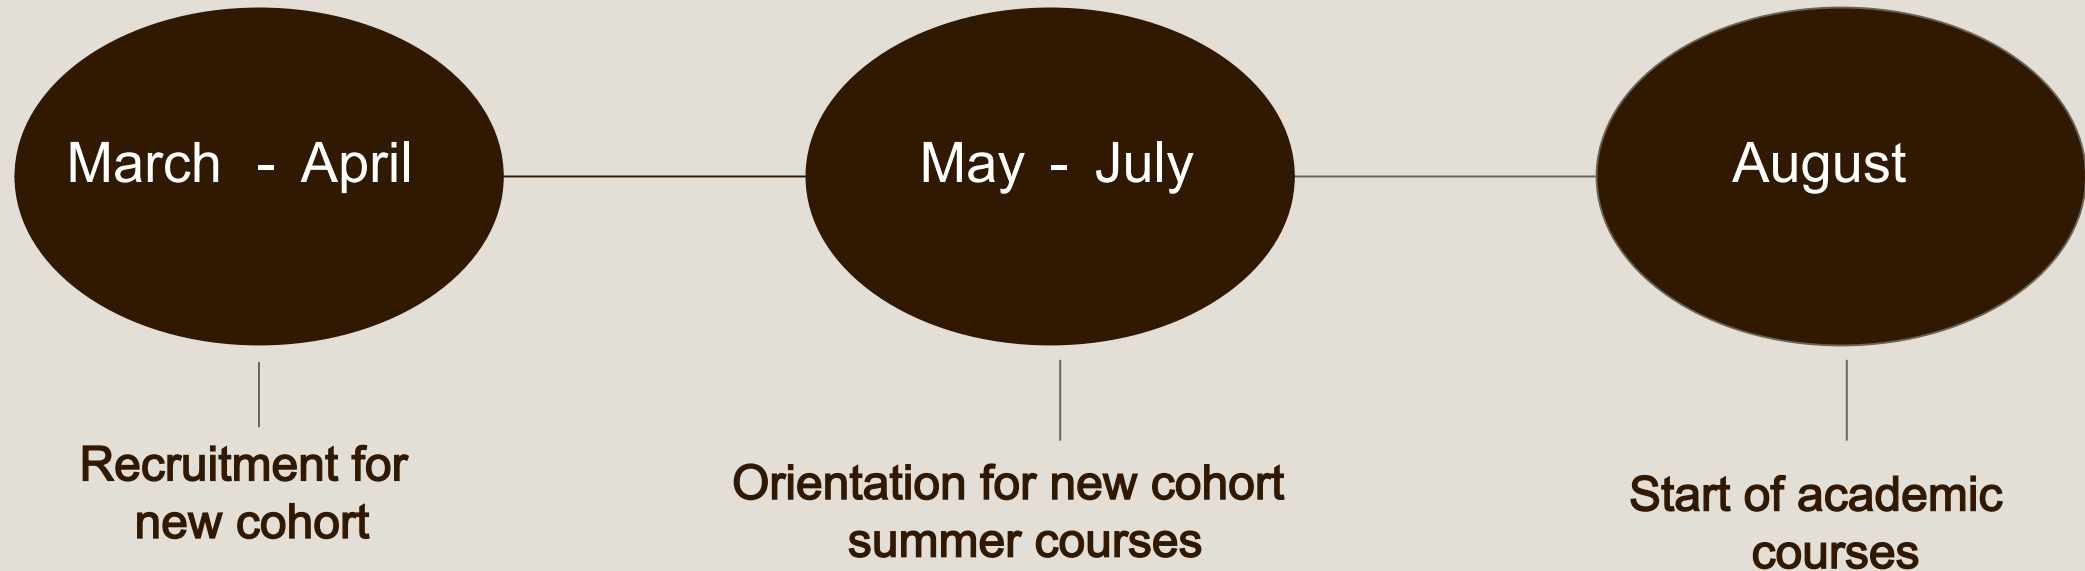 March - April
May - July
August
Recruitment for
new cohort
Orientation for new cohort
summer courses
Start of academic
courses